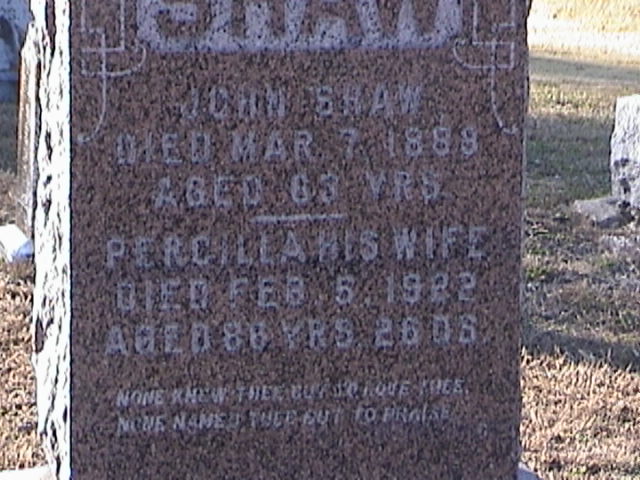 SHAW
JOHN SHAW
DIED MAR. 7, 1889
AGED 63 YRS.
PERCILLA HIS WIFE
DIED FEB. 5, 1922
AGED 86 YRS. 26 DS.
NONE KNEW THEE BUT TO LOVE THEE,
NONE NAMED THEE BUT TO PRAISE.